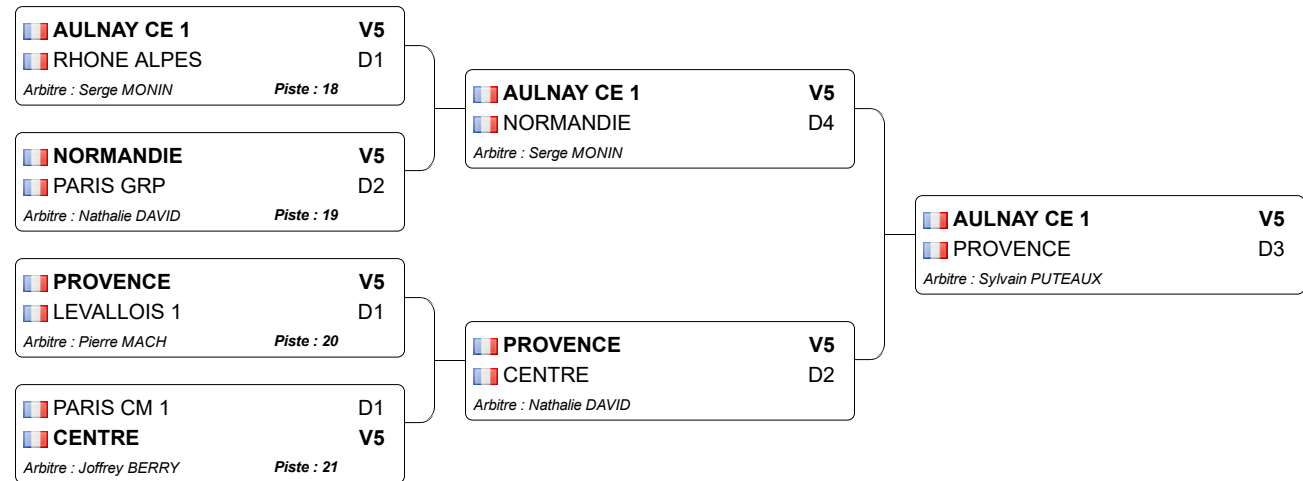 AULNAY CE 1 V5
RHONE ALPES D1
Arbitre : Serge MONIN Piste : 18
NORMANDIE V5
PARIS GRP D2
Arbitre : Nathalie DAVID Piste : 19
PROVENCE V5
LEVALLOIS 1 D1
Arbitre : Pierre MACH Piste : 20
PARIS CM 1 D1
CENTRE V5
Arbitre : Joffrey BERRY Piste : 21
AULNAY CE 1 V5
NORMANDIE D4
Arbitre : Serge MONIN
PROVENCE V5
CENTRE D2
Arbitre : Nathalie DAVID
AULNAY CE 1 V5
PROVENCE D3
Arbitre : Sylvain PUTEAUX